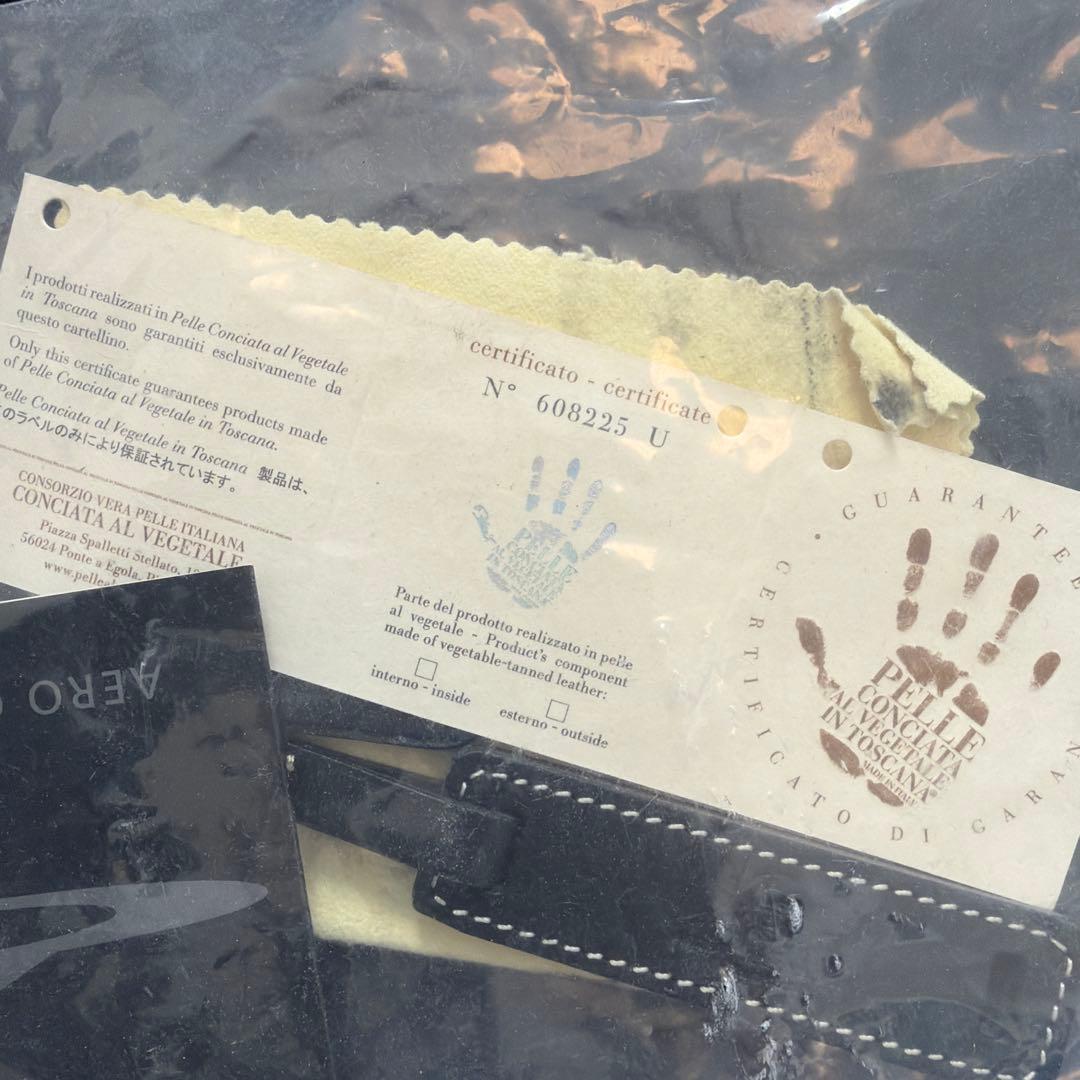 I prodotti realizzati in Pelle Conciata al Vegetale
in Toscana sono garantiti esclusivamente da
questo cartellino.
Only this certificate guarantees products made
of Pelle Conciata al Vegetale in Toscana.
Pelle Conciata al Vegetale in Toscana 製品は、
のラベルのみにより保証されています。
CONSORZIO VERA PELLE ITALIANA
CONCIATA AL VEGETALE
Piazza Spalletti Stellato,
56024 Ponte a Egola,
certificato - certificate
N° 608225 U
PELLE
CONCIATA
Parte del prodotto realizzato in pelle
al vegetale - Product's component
made of vegetable-tanned leather:
interno - inside
esterno - outside
GUARANTEE
CERTIFICATO DI GARAN
PELLE
CONCIATA
AL VEGETALE
IN TOSCANA
MADE IN ITALY
AERO